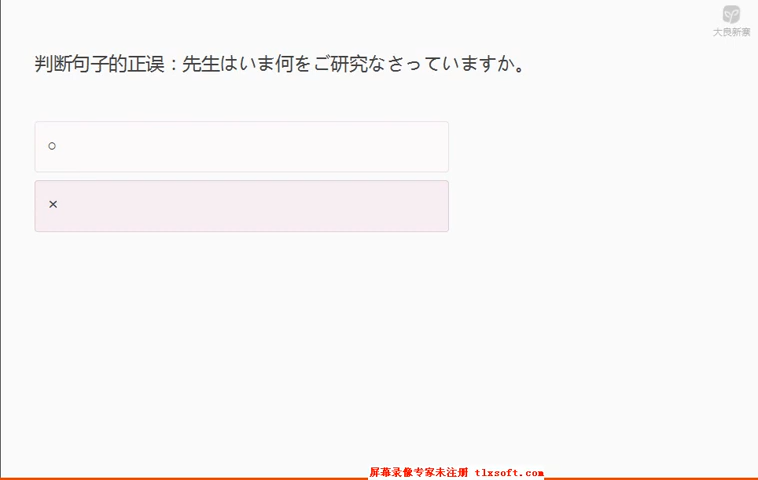 大良新寨
判断句子的正误：先生はいま何をご研究なさっていますか。
○
×
屏幕录像专家未注册 tlxsoft.com